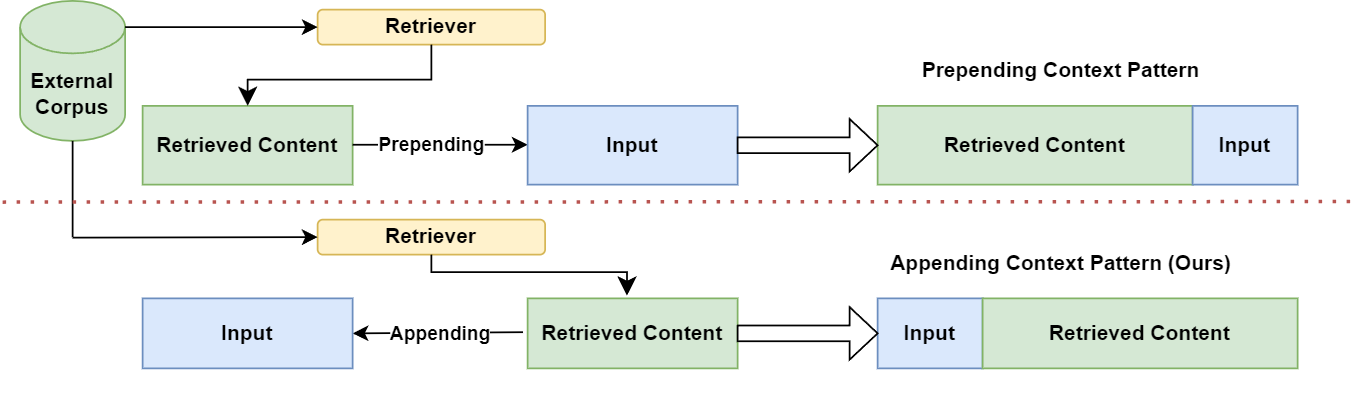 Retriever
External
Corpus
Prepending Context Pattern
Retrieved Content
Prepending
Input
Retrieved Content
Input
Retriever
Appending Context Pattern (Ours)
Input
Appending
Retrieved Content
Input
Retrieved Content